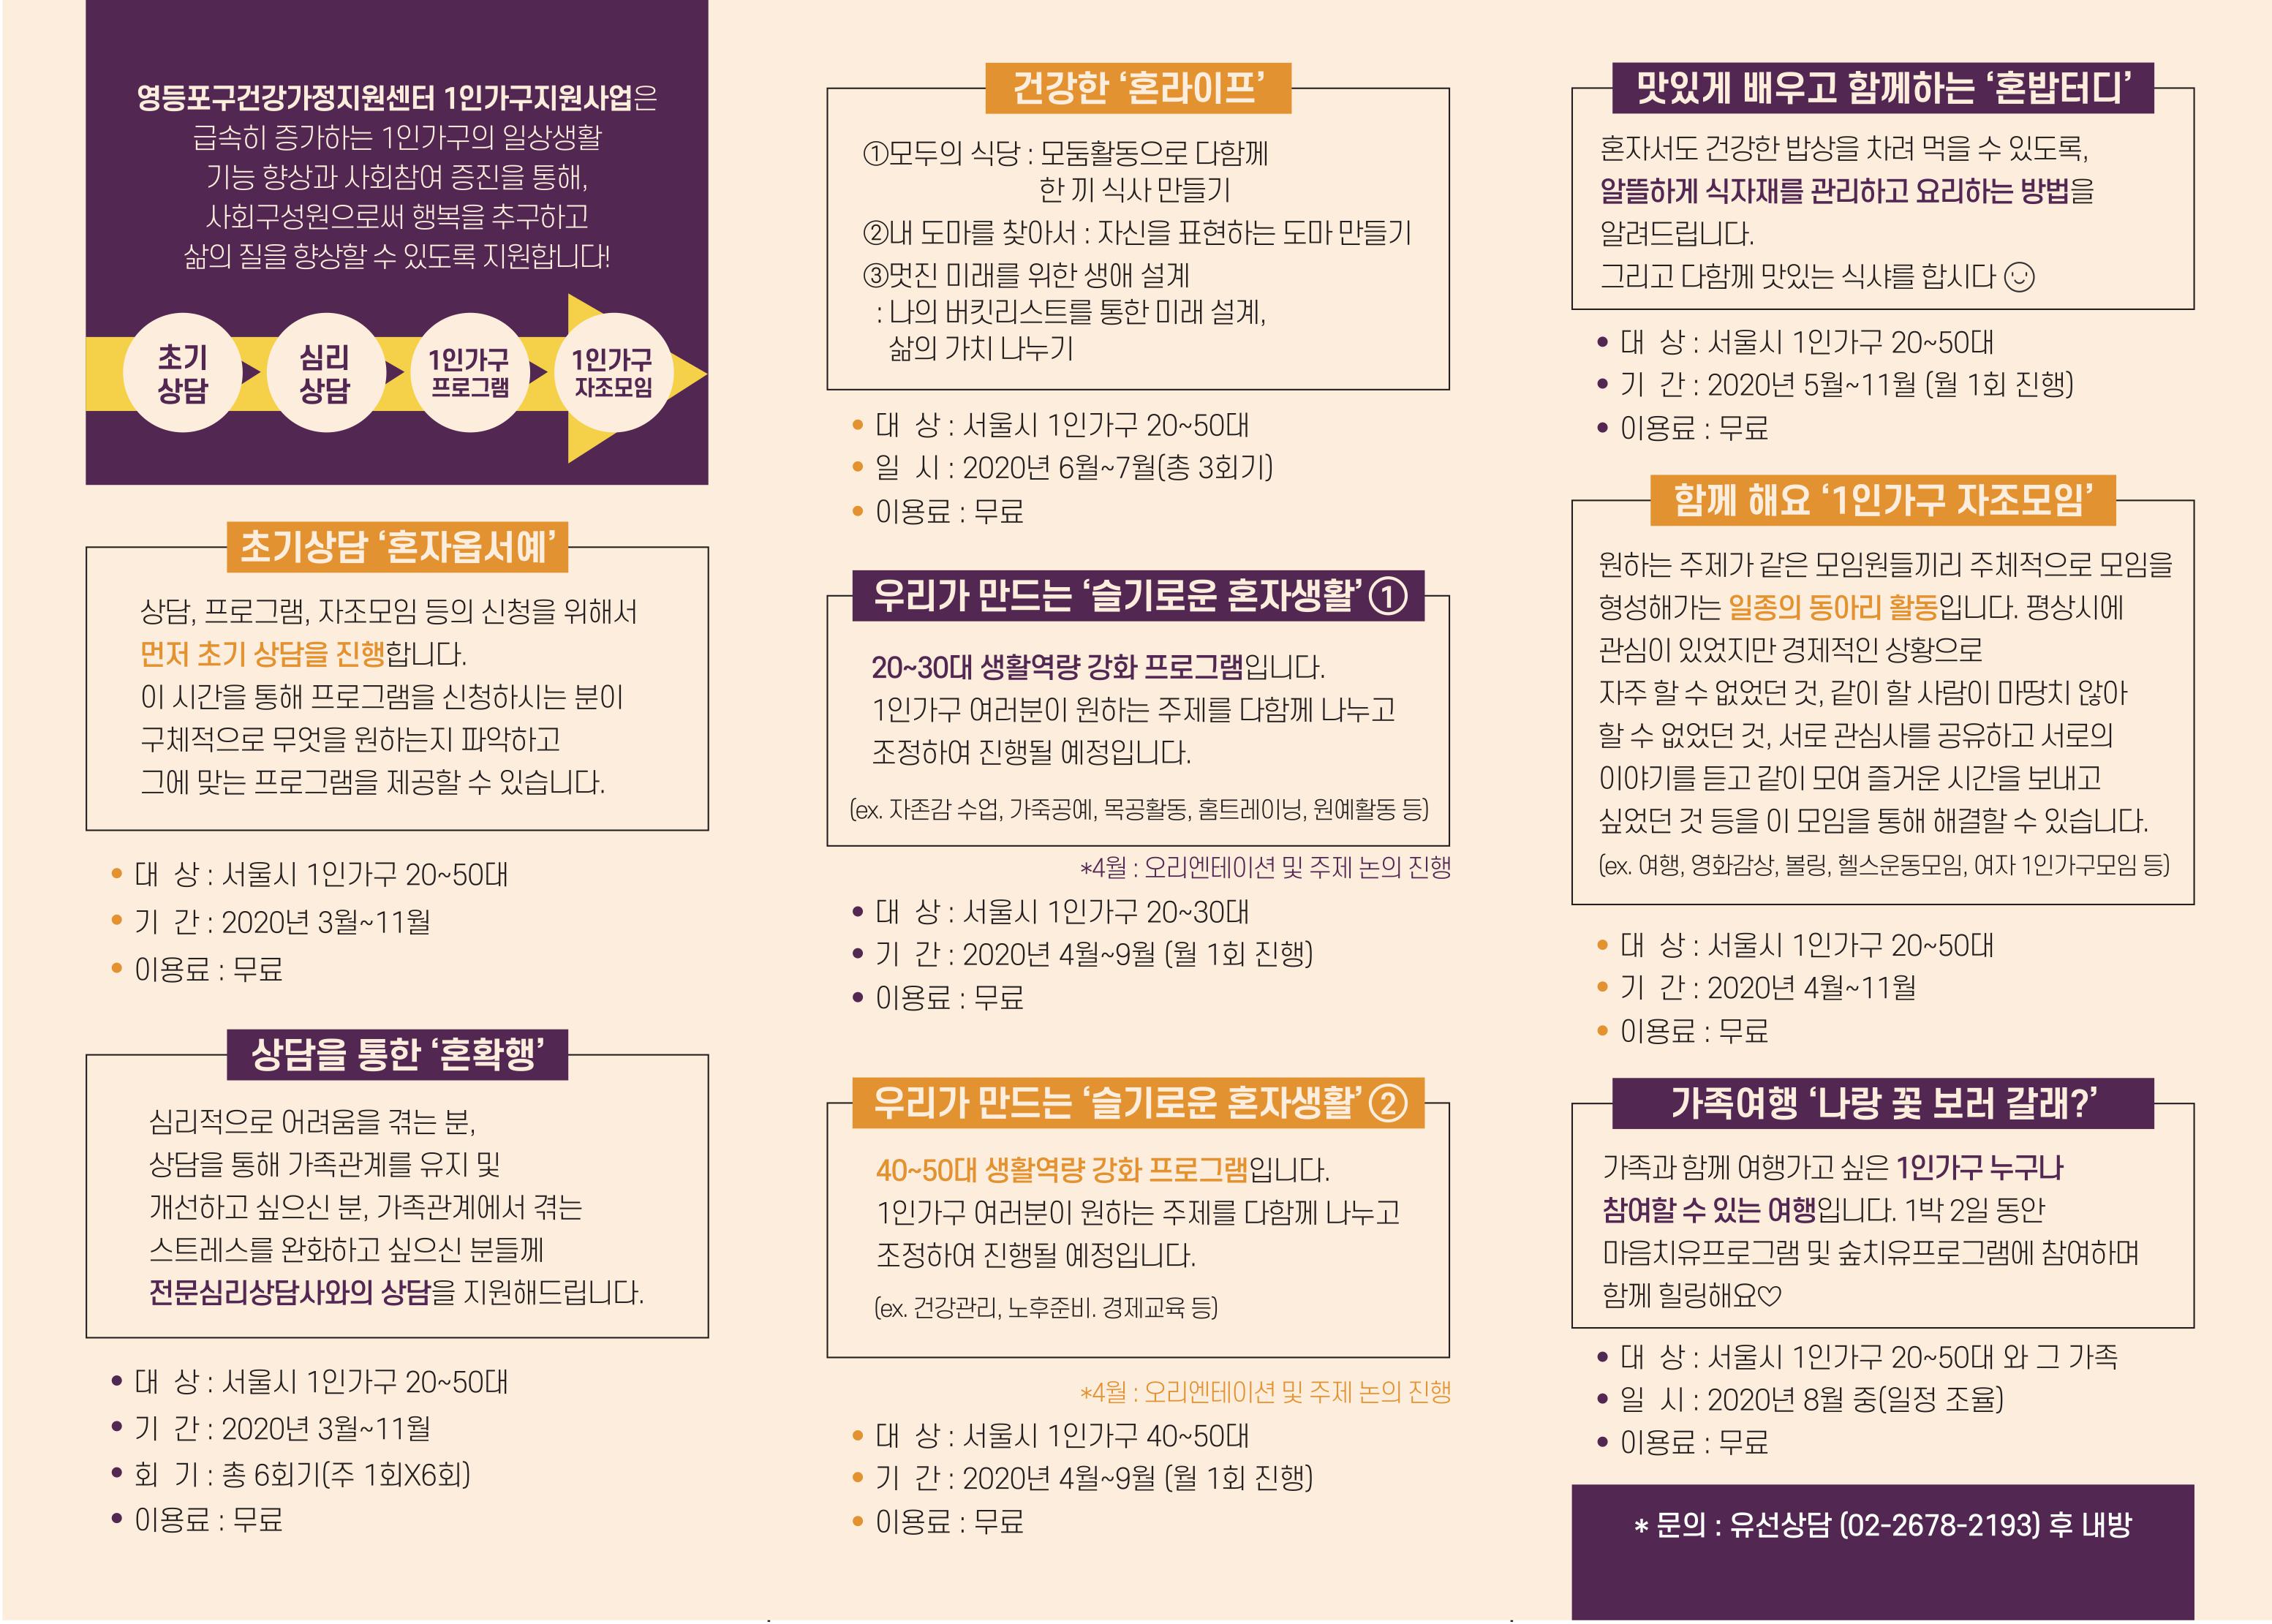 영등포구건강가정지원센터 1인가구지원사업은
급속히 증가하는 1인가구의 일상생활
기능 향상과 사회참여 증진을 통해,
사회구성원으로써 행복을 추구하고
삶의 질을 향상할 수 있도록 지원합니다!
초기
상담
심리
상담
1인가구
프로그램
1인가구
자조모임
초기상담 ‘혼자옵서예’
상담, 프로그램, 자조모임 등의 신청을 위해서
먼저 초기 상담을 진행합니다.
이 시간을 통해 프로그램을 신청하시는 분이
구체적으로 무엇을 원하는지 파악하고
그에 맞는 프로그램을 제공할 수 있습니다.
• 대 상 : 서울시 1인가구 20~50대
• 기 간 : 2020년 3월~11월
• 이용료 : 무료
상담을 통한 ‘혼확행’
심리적으로 어려움을 겪는 분,
상담을 통해 가족관계를 유지 및
개선하고 싶으신 분, 가족관계에서 겪는
스트레스를 완화하고 싶으신 분들께
전문심리상담사와의 상담을 지원해드립니다.
• 대 상 : 서울시 1인가구 20~50대
• 기 간 : 2020년 3월~11월
• 회 기 : 총 6회기(주 1회X6회)
• 이용료 : 무료
건강한 ‘혼라이프’
①모두의 식당 : 모둠활동으로 다함께
한 끼 식사 만들기
②내 도마를 찾아서 : 자신을 표현하는 도마 만들기
③멋진 미래를 위한 생애 설계
: 나의 버킷리스트를 통한 미래 설계,
삶의 가치 나누기
• 대 상 : 서울시 1인가구 20~50대
• 일 시 : 2020년 6월~7월(총 3회기)
• 이용료 : 무료
우리가 만드는 ‘슬기로운 혼자생활’①
20~30대 생활역량 강화 프로그램입니다.
1인가구 여러분이 원하는 주제를 다함께 나누고
조정하여 진행될 예정입니다.
(ex. 자존감 수업, 가죽공예, 목공활동, 홈트레이닝, 원예활동 등)
*4월 : 오리엔테이션 및 주제 논의 진행
• 대 상 : 서울시 1인가구 20~30대
• 기 간 : 2020년 4월~9월 (월 1회 진행)
• 이용료 : 무료
우리가 만드는 ‘슬기로운 혼자생활’②
40~50대 생활역량 강화 프로그램입니다.
1인가구 여러분이 원하는 주제를 다함께 나누고
조정하여 진행될 예정입니다.
(ex. 건강관리, 노후준비. 경제교육 등)
*4월 : 오리엔테이션 및 주제 논의 진행
• 대 상 : 서울시 1인가구 40~50대
• 기 간 : 2020년 4월~9월 (월 1회 진행)
• 이용료 : 무료
맛있게 배우고 함께하는 ‘혼밥터디’
혼자서도 건강한 밥상을 차려 먹을 수 있도록,
알뜰하게 식자재를 관리하고 요리하는 방법을
알려드립니다.
그리고 다함께 맛있는 식샤를 합시다
• 대 상 : 서울시 1인가구 20~50대
• 기 간 : 2020년 5월~11월 (월 1회 진행)
• 이용료 : 무료
함께 해요 ‘1인가구 자조모임’
원하는 주제가 같은 모임원들끼리 주체적으로 모임을
형성해가는 일종의 동아리 활동입니다. 평상시에
관심이 있었지만 경제적인 상황으로
자주 할 수 없었던 것, 같이 할 사람이 마땅치 않아
할 수 없었던 것, 서로 관심사를 공유하고 서로의
이야기를 듣고 같이 모여 즐거운 시간을 보내고
싶었던 것 등을 이 모임을 통해 해결할 수 있습니다.
(ex. 여행, 영화감상, 볼링, 헬스운동모임, 여자 1인가구모임 등)
• 대 상 : 서울시 1인가구 20~50대
• 기 간 : 2020년 4월~11월
• 이용료 : 무료
가족여행 ‘나랑 꽃 보러 갈래?’
가족과 함께 여행가고 싶은 1인가구 누구나
참여할 수 있는 여행입니다. 1박 2일 동안
마음치유프로그램 및 숲치유프로그램에 참여하며
함께 힐링해요♡
• 대 상 : 서울시 1인가구 20~50대 와 그 가족
• 일 시 : 2020년 8월 중(일정 조율)
• 이용료 : 무료
* 문의 : 유선상담 (02-2678-2193) 후 내방